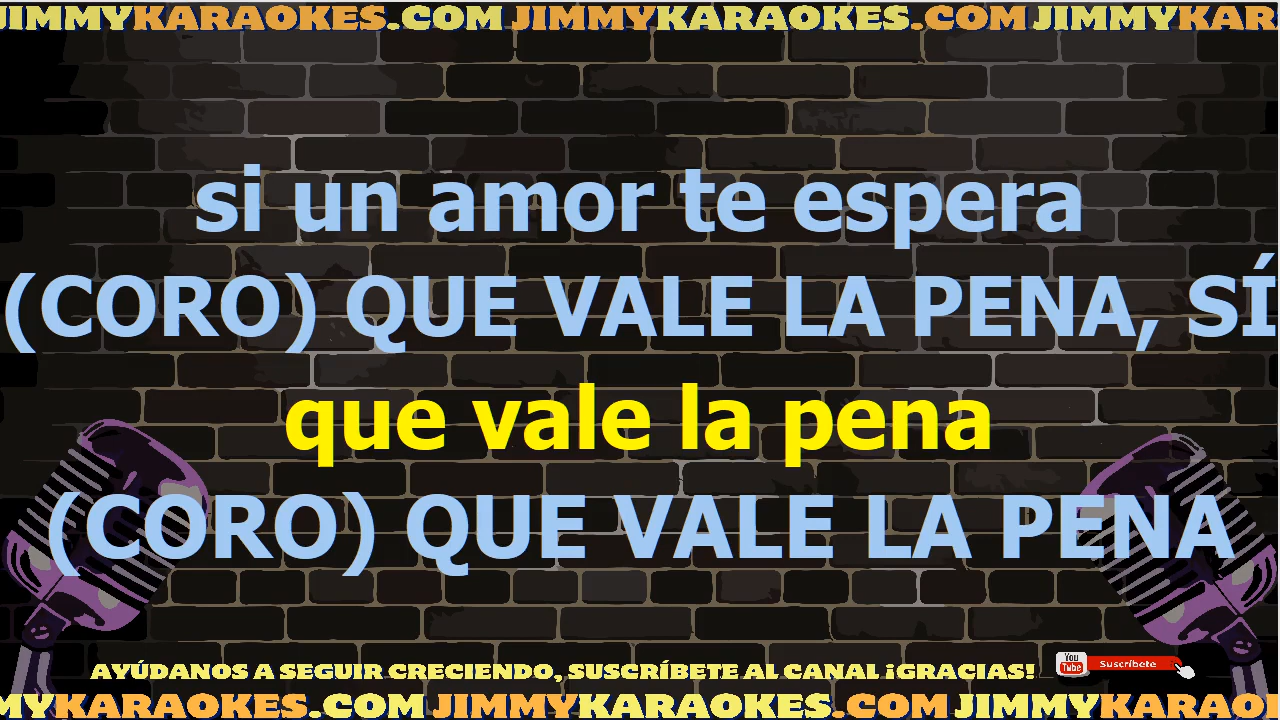 JIMMYKARAOKES.COM JIMMYKARAOKES.COM JIMMYKAR
si un amor te espera
(CORO) QUE VALE LA PENA, SÍ
que vale la pena
(CORO) QUE VALE LA PENA
AYÚDANOS A SEGUIR CRECIENDO, SUSCRÍBETE AL CANAL ¡GRACIAS!
You Tube Suscríbete
MYKARAOKES.COM JIMMYKARAOKES.COM JIMMYKARAO